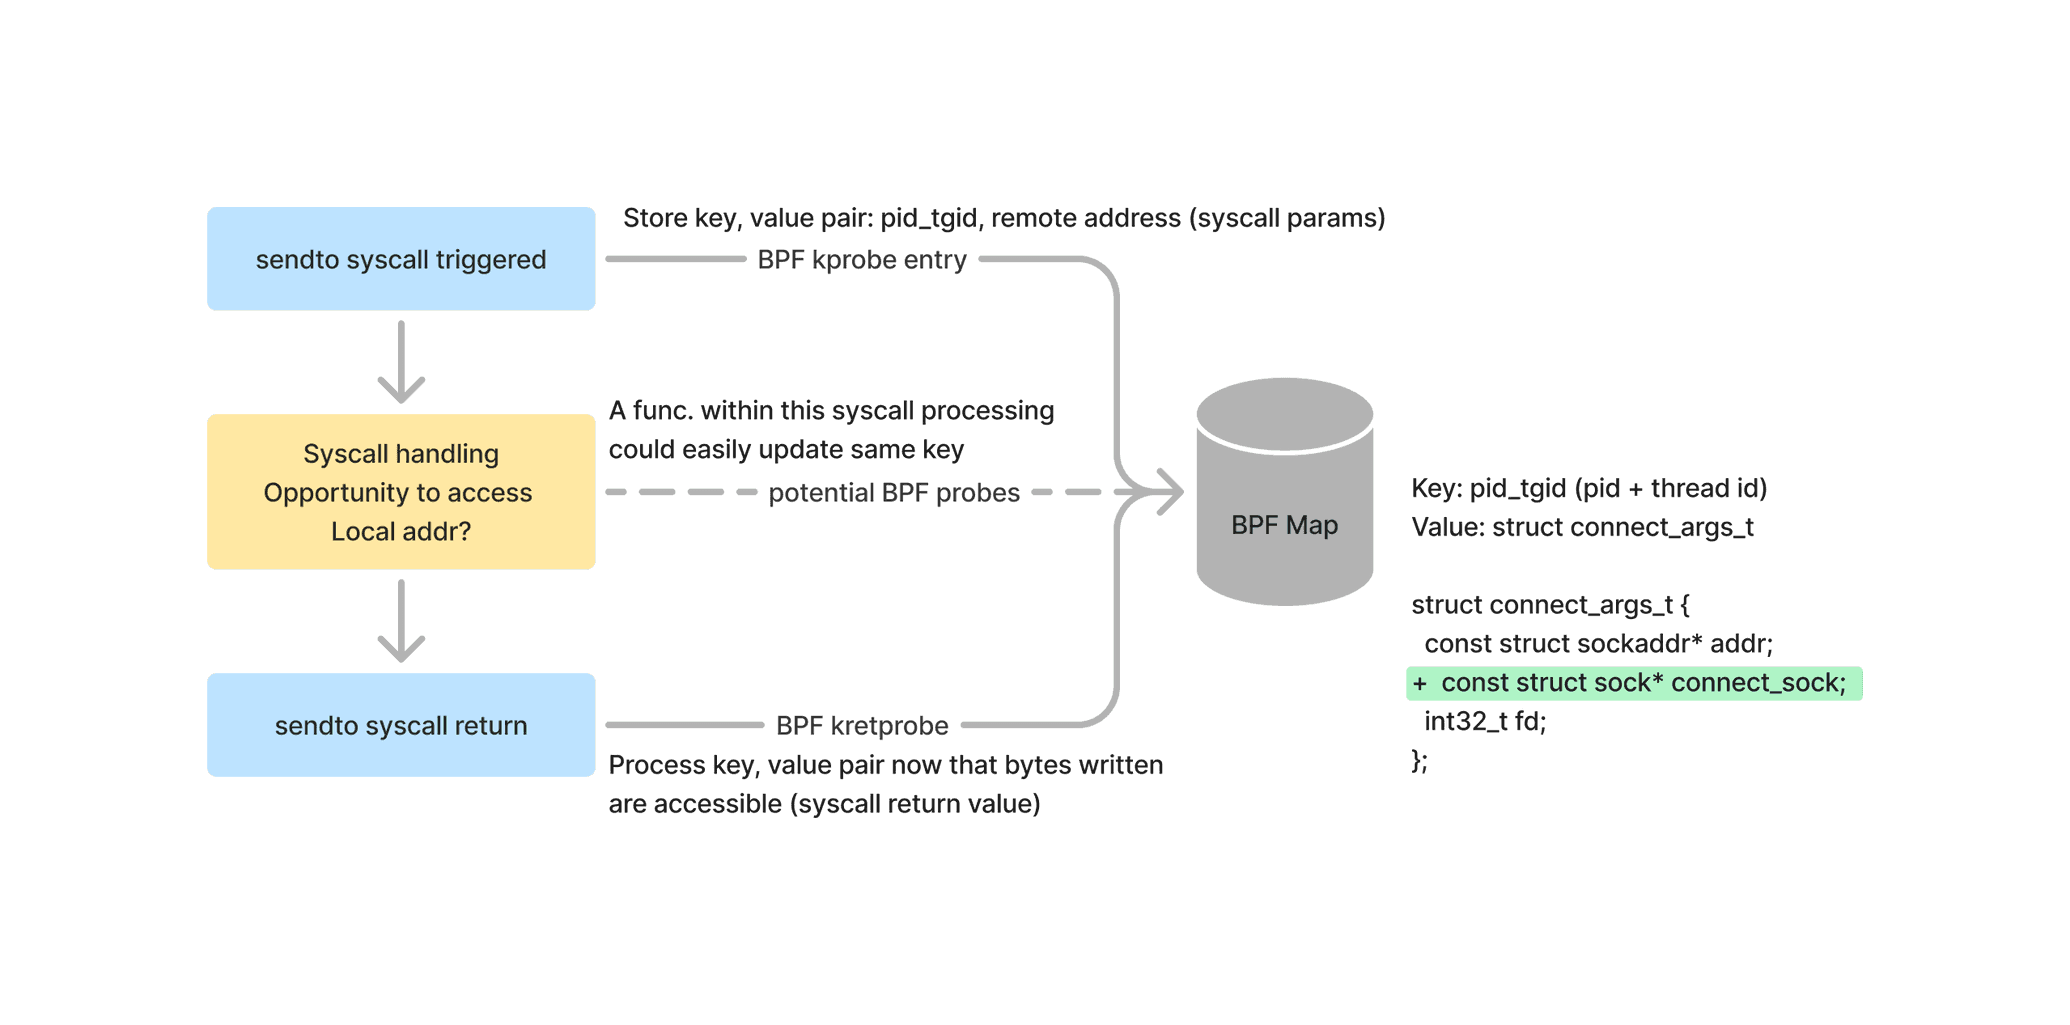 Store key, value pair: pid_tgid, remote address (syscall params)
sendto syscall triggered
BPF kprobe entry
A func. within this syscall processing
could easily update same key
Syscall handling
Opportunity to access
Local addr?
potential BPF probes
BPF Map
Key: pid_tgid (pid + thread id)
Value: struct connect_args_t
struct connect_args_t {
const struct sockaddr* addr;
+ const struct sock* connect_sock;
int32_t fd;
};
sendto syscall return
BPF kretprobe
Process key, value pair now that bytes written
are accessible (syscall return value)